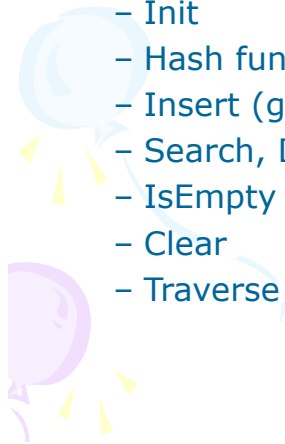 – Init
– Hash fun
– Insert (g
– Search,
– IsEmpty
– Clear
– Traverse